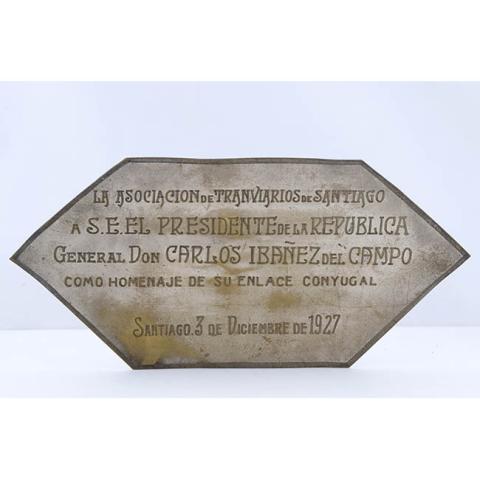 LA ASOCIACION DE TRANVIARIOS DE SANTIAGO
A S.E. EL PRESIDENTE DE LA REPUBLICA
GENERAL DON CARLOS IBAÑEZ DEL CAMPO
COMO HOMENAJE DE SU ENLACE CONYUGAL
SANTIAGO. 3 DE DICIEMBRE DE 1927